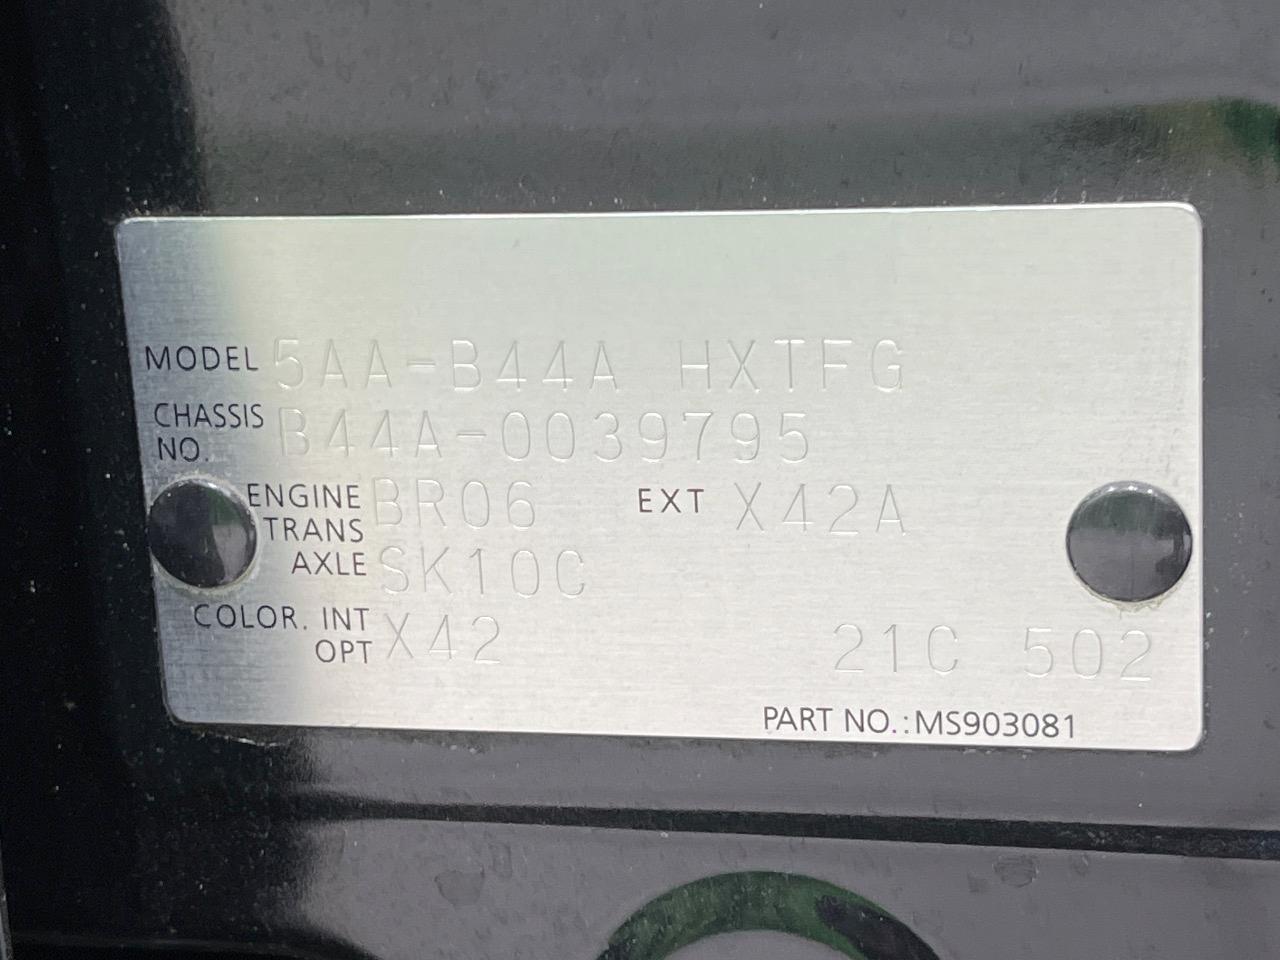 MODEL 5AA-B44A HXTFG
CHASSIS NO. B44A-0039795
ENGINE BR06 EXT X42A
TRANS AXLE SK10C
COLOR. INT OPT X42 21C 502
PART NO.: MS903081